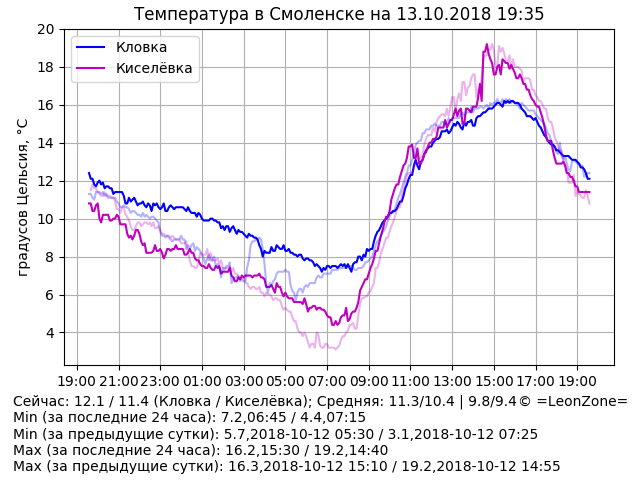 Температура в Смоленске на 13.10.2018 19:35
Кловка
Киселёвка
градусов Цельсия, °C
20
18
16
14
12
10
8
6
4
19:00 21:00 23:00 01:00 03:00 05:00 07:00 09:00 11:00 13:00 15:00 17:00 19:00
Сейчас: 12.1 / 11.4 (Кловка / Киселёвка); Средняя: 11.3/10.4 | 9.8/9.4© =LeonZone=
Min (за последние 24 часа): 7.2,06:45 / 4.4,07:15
Min (за предыдущие сутки): 5.7,2018-10-12 05:30 / 3.1,2018-10-12 07:25
Max (за последние 24 часа): 16.2,15:30 / 19.2,14:40
Max (за предыдущие сутки): 16.3,2018-10-12 15:10 / 19.2,2018-10-12 14:55